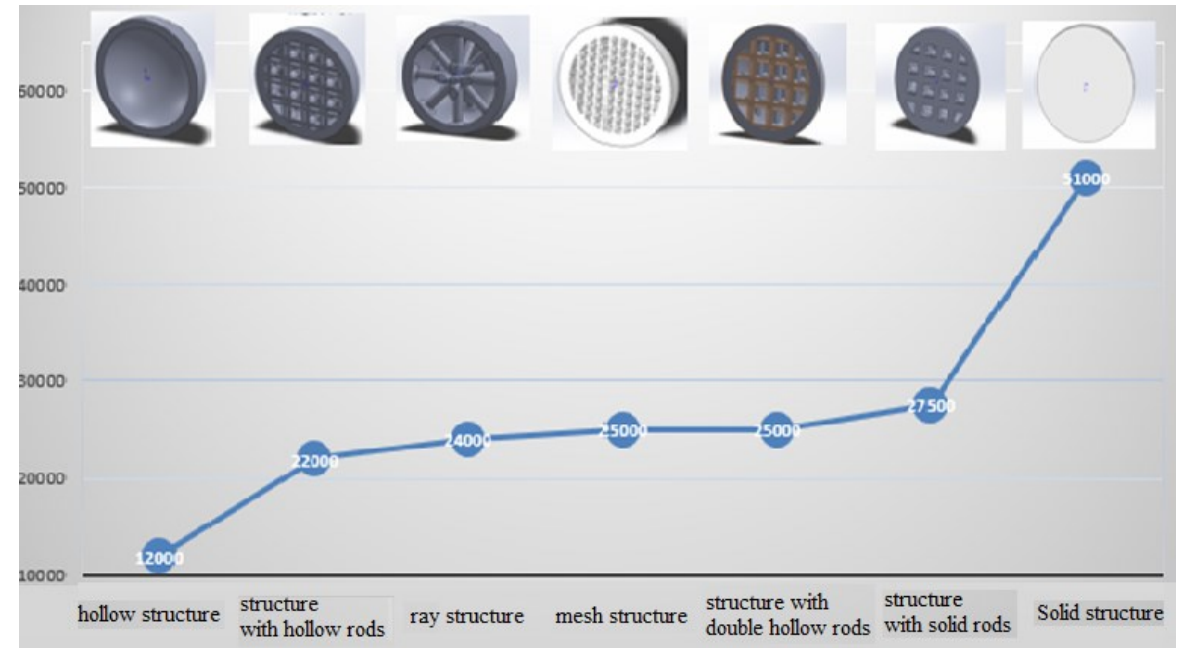 60000
50000
40000
30000
20000
10000
12000
22000
24000
25000
25000
27500
51000
hollow structure
structure
with hollow rods
ray structure
mesh structure
structure with
double hollow rods
structure
with solid rods
Solid structure